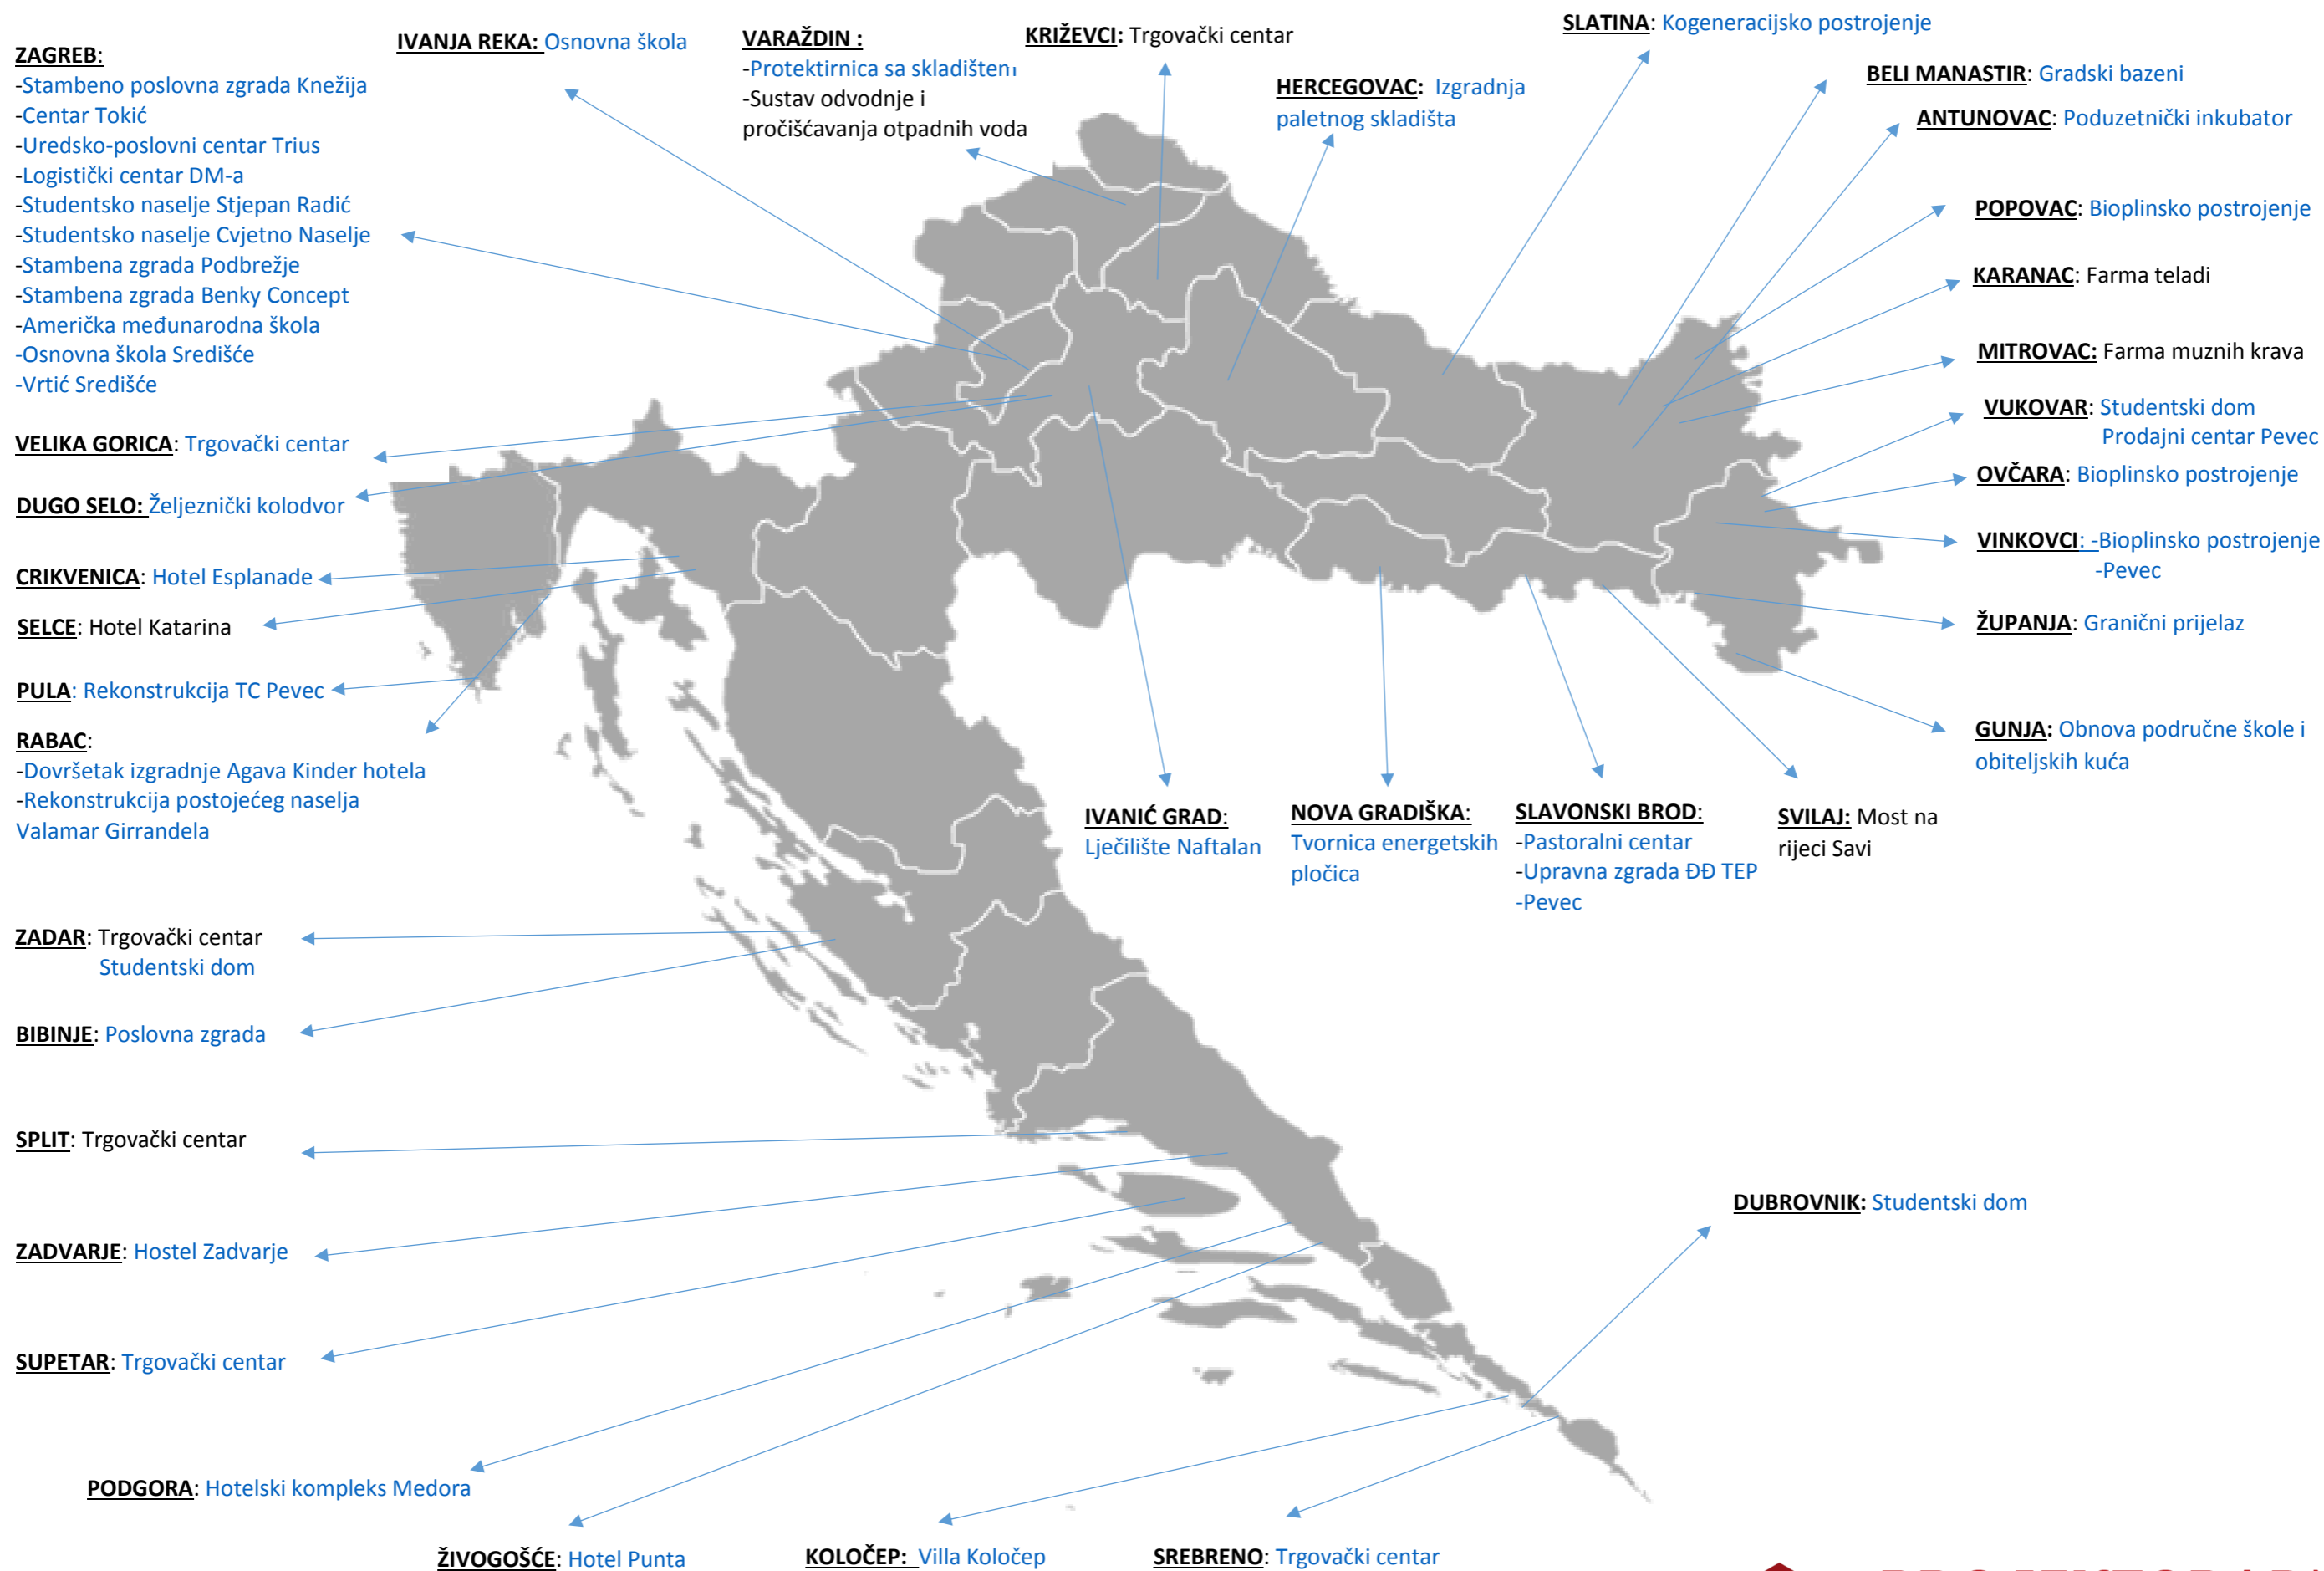 ZAGREB:
-Stambeno poslovna zgrada Knežija
-Centar Tokić
-Uredsko-poslovni centar Trius
-Logistički centar DM-a
-Studentsko naselje Stjepan Radić
-Studentsko naselje Cvjetno Naselje
-Stambena zgrada Podbrežje
-Stambena zgrada Benky Concept
-Američka međunarodna škola
-Osnovna škola Središće
-Vrtić Središće
IVANJA REKA: Osnovna škola
VARAŽDIN :
-Protektirnica sa skladištem
-Sustav odvodnje i
pročišćavanja otpadnih voda
KRIŽEVCI: Trgovački centar
HERCEGOVAC: Izgradnja
paletnog skladišta
SLATINA: Kogeneracijsko postrojenje
BELI MANASTIR: Gradski bazeni
ANTUNOVAC: Poduzetnički inkubator
POPOVAC: Bioplinsko postrojenje
KARANAC: Farma teladi
MITROVAC: Farma muznih krava
VUKOVAR: Studentski dom
Prodajni centar Pevec
OVČARA: Bioplinsko postrojenje
VINKOVCI: -Bioplinsko postrojenje
-Pevec
ŽUPANJA: Granični prijelaz
GUNJA: Obnova područne škole i
obiteljskih kuća
VELIKA GORICA: Trgovački centar
DUGO SELO: Željeznički kolodvor
CRIKVENICA: Hotel Esplanade
SELCE: Hotel Katarina
PULA: Rekonstrukcija TC Pevec
RABAC:
-Dovršetak izgradnje Agava Kinder hotela
-Rekonstrukcija postojećeg naselja
Valamar Girrandela
IVANIĆ GRAD:
Lječilište Naftalan
NOVA GRADIŠKA:
Tvornica energetskih
pločica
SLAVONSKI BROD:
-Pastoralni centar
-Upravna zgrada ĐĐ TEP
-Pevec
SVILAJ: Most na
rijeci Savi
ZADAR: Trgovački centar
Studentski dom
BIBINJE: Poslovna zgrada
SPLIT: Trgovački centar
ZADVARJE: Hostel Zadvarje
SUPETAR: Trgovački centar
DUBROVNIK: Studentski dom
PODGORA: Hotelski kompleks Medora
ŽIVOGOŠĆE: Hotel Punta
KOLOČEP: Villa Koločep
SREBRENO: Trgovački centar